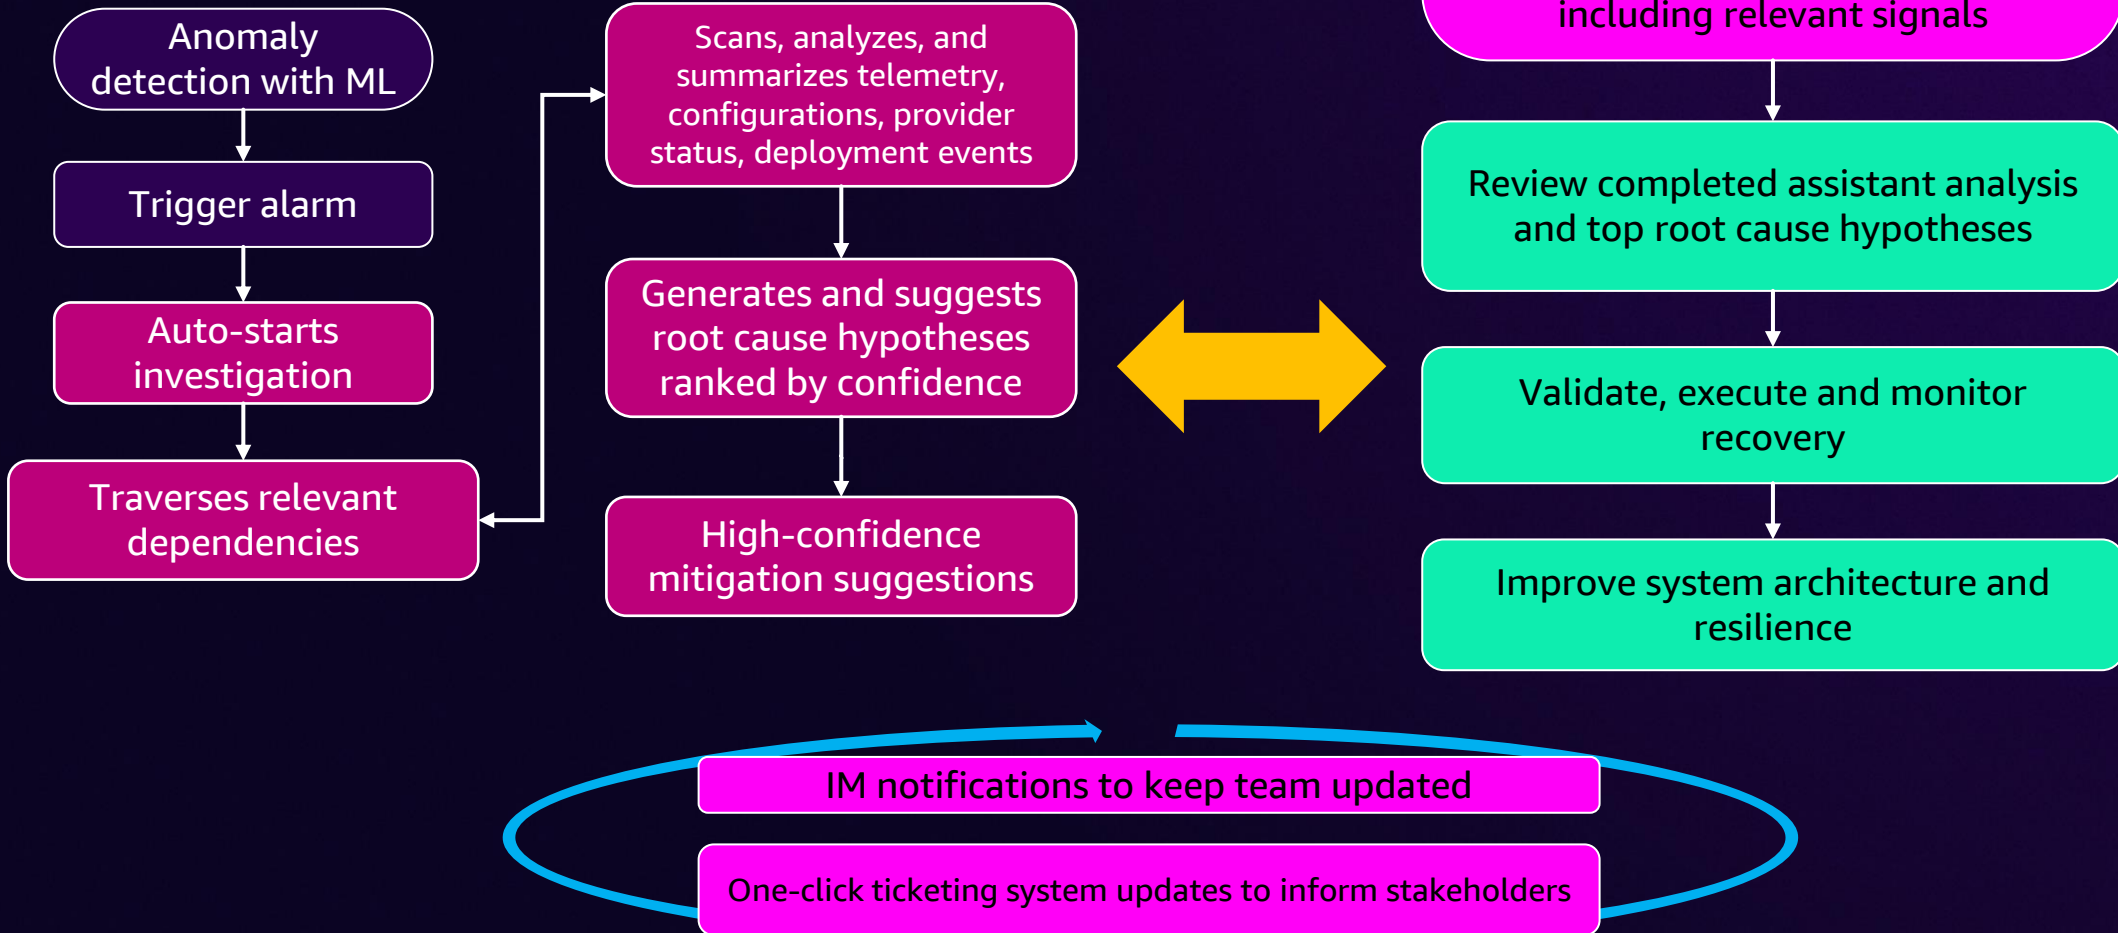 Anomaly
detection with ML
Trigger alarm
Auto-starts
investigation
Traverses relevant
dependencies
Scans, analyzes, and
summarizes telemetry,
configurations, provider
status, deployment events
Generates and suggests
root cause hypotheses
ranked by confidence
High-confidence
mitigation suggestions
including relevant signals
Review completed assistant analysis
and top root cause hypotheses
Validate, execute and monitor
recovery
Improve system architecture and
resilience
IM notifications to keep team updated
One-click ticketing system updates to inform stakeholders